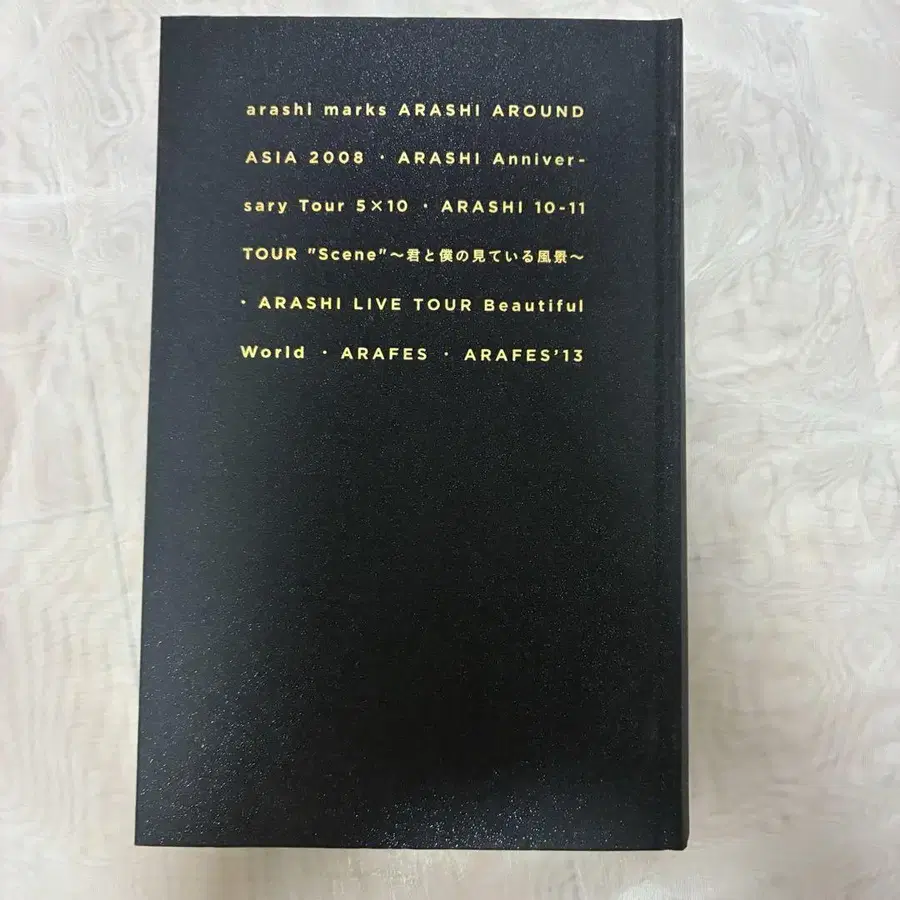 arashi marks ARASHI AROUND
ASIA 2008 · ARASHI Anniver-
sary Tour 5×10 · ARASHI 10-11
TOUR "Scene"～君と僕の見ている風景～
· ARASHI LIVE TOUR Beautiful
World · ARAFES · ARAFES'13